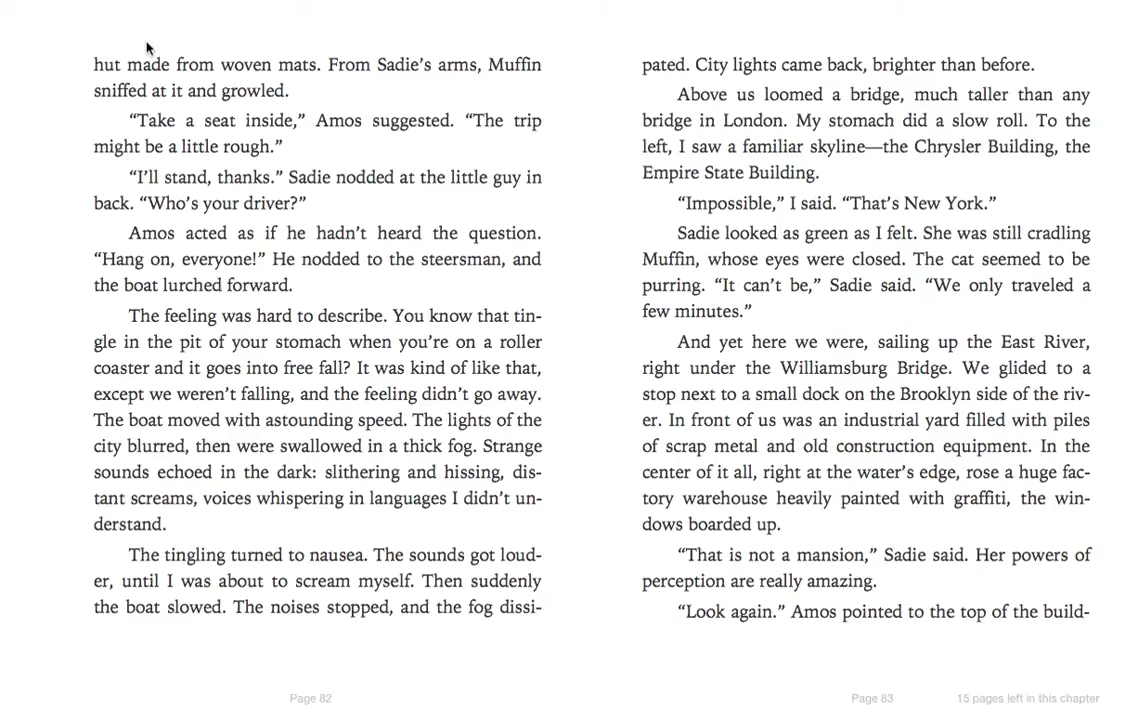 hut made from woven mats. From Sadie’s arms, Muffin
sniffed at it and growled.
“Take a seat inside,” Amos suggested. “The trip
might be a little rough.”
“I’ll stand, thanks.” Sadie nodded at the little guy in
back. “Who’s your driver?”
Amos acted as if he hadn’t heard the question.
“Hang on, everyone!” He nodded to the steersman, and
the boat lurched forward.
The feeling was hard to describe. You know that tin-
gle in the pit of your stomach when you’re on a roller
coaster and it goes into free fall? It was kind of like that,
except we weren’t falling, and the feeling didn’t go away.
The boat moved with astounding speed. The lights of the
city blurred, then were swallowed in a thick fog. Strange
sounds echoed in the dark: slithering and hissing, dis-
tant screams, voices whispering in languages I didn’t un-
derstand.
The tingling turned to nausea. The sounds got loud-
er, until I was about to scream myself. Then suddenly
the boat slowed. The noises stopped, and the fog dissi-
Page 82
pated. City lights came back, brighter than before.
Above us loomed a bridge, much taller than any
bridge in London. My stomach did a slow roll. To the
left, I saw a familiar skyline—the Chrysler Building, the
Empire State Building.
“Impossible,” I said. “That’s New York.”
Sadie looked as green as I felt. She was still cradling
Muffin, whose eyes were closed. The cat seemed to be
purring. “It can’t be,” Sadie said. “We only traveled a
few minutes.”
And yet here we were, sailing up the East River,
right under the Williamsburg Bridge. We glided to a
stop next to a small dock on the Brooklyn side of the riv-
er. In front of us was an industrial yard filled with piles
of scrap metal and old construction equipment. In the
center of it all, right at the water’s edge, rose a huge fac-
tory warehouse heavily painted with graffiti, the win-
dows boarded up.
“That is not a mansion,” Sadie said. Her powers of
perception are really amazing.
“Look again.” Amos pointed to the top of the build-
Page 83
15 pages left in this chapter